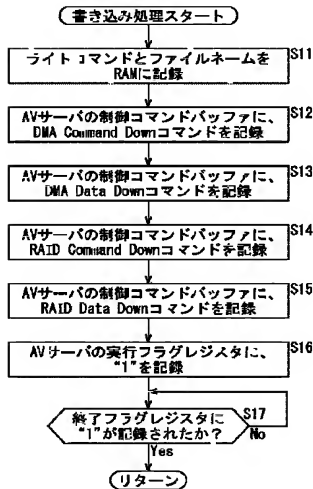 書き込み処理スタート
S11
ライトコマンドとファイルネームを
RAMに記録
S12
AVサーバの制御コマンドバッファに、
DMA Command Downコマンドを記録
S13
AVサーバの制御コマンドバッファに、
DMA Data Downコマンドを記録
S14
AVサーバの制御コマンドバッファに、
RAID Command Downコマンドを記録
S15
AVサーバの制御コマンドバッファに、
RAID Data Downコマンドを記録
S16
AVサーバの実行フラグレジスタに、
“1”を記録
S17
終了フラグレジスタに
“1”が記録されたか？
No
Yes
リターン